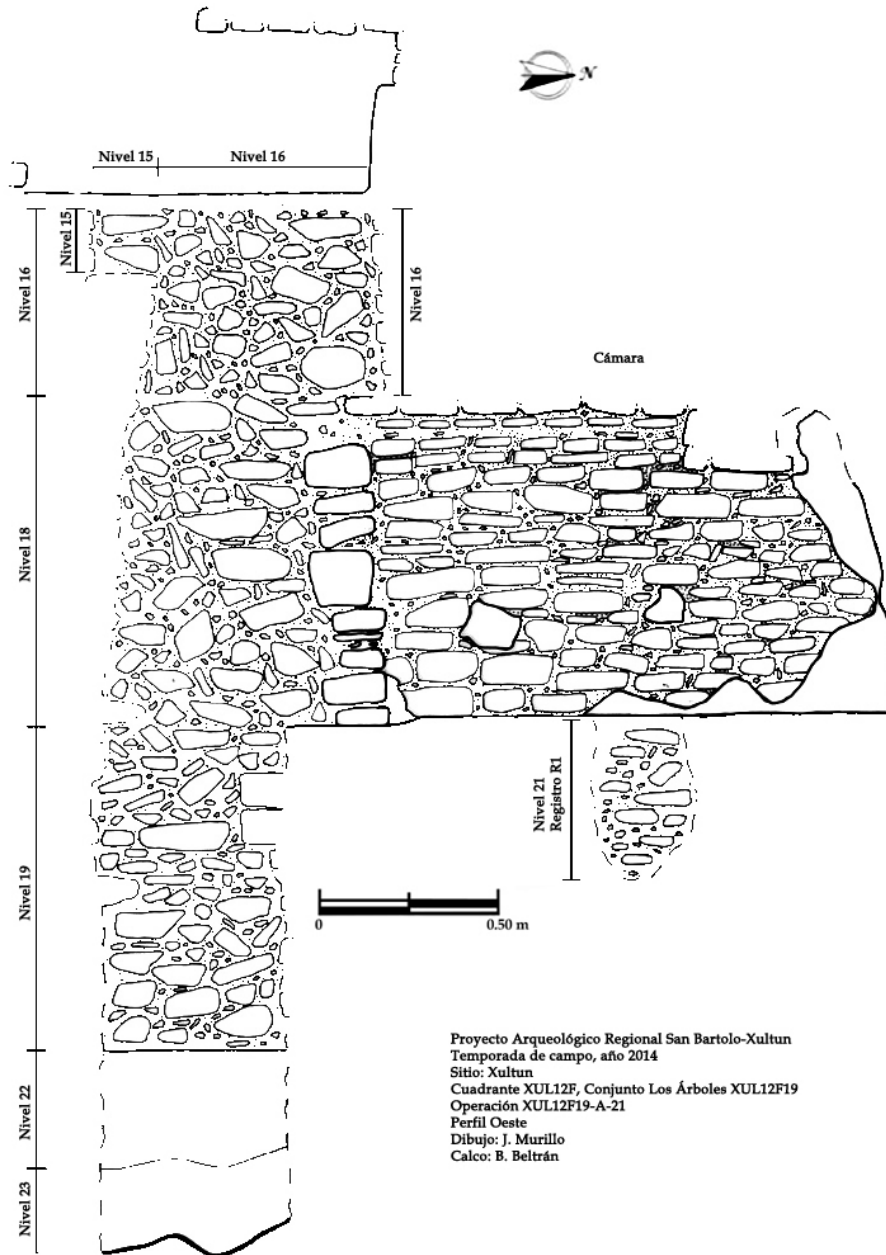 N
Nivel 15
Nivel 16
Nivel 16
Nivel 15
Nivel 16
Cámara
Nivel 18
Nivel 21
Registro R1
Nivel 19
0
0.50 m
Proyecto Arqueológico Regional San Bartolo-Xultun
Temporada de campo, año 2014
Sitio: Xultun
Cuadrante XUL12F, Conjunto Los Árboles XUL12F19
Operación XUL12F19-A-21
Perfil Oeste
Dibujo: J. Murillo
Calco: B. Beltrán
Nivel 22
Nivel 23